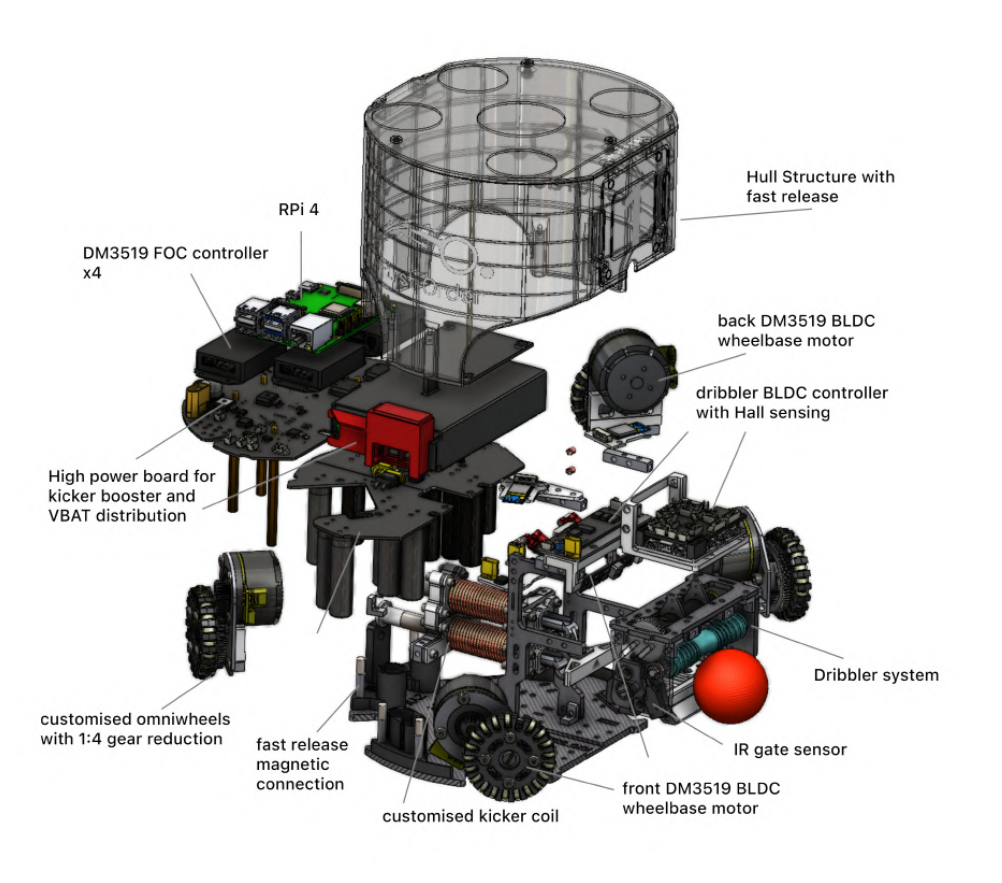 Hull Structure with
fast release
RPi 4
DM3519 FOC controller
x4
back DM3519 BLDC
wheelbase motor
dribbler BLDC controller
with Hall sensing
High power board for
kicker booster and
VBAT distribution
Dribbler system
customised omniwheels
with 1:4 gear reduction
fast release
magnetic
connection
IR gate sensor
front DM3519 BLDC
wheelbase motor
customised kicker coil